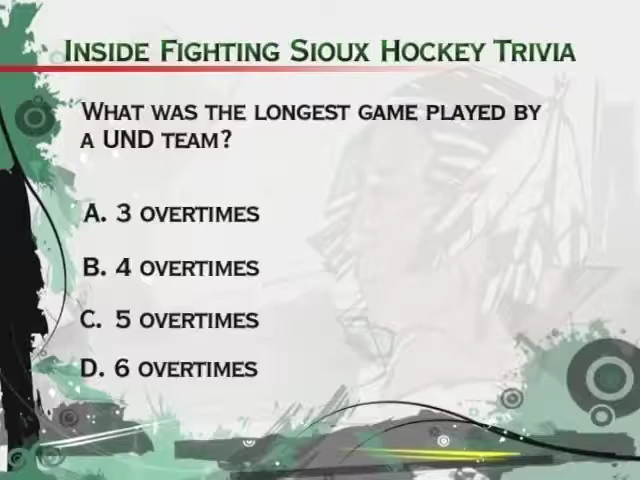 Inside Fighting Sioux Hockey Trivia
What was the longest game played by
a UND team?
A. 3 overtimes
B. 4 overtimes
C. 5 overtimes
D. 6 overtimes